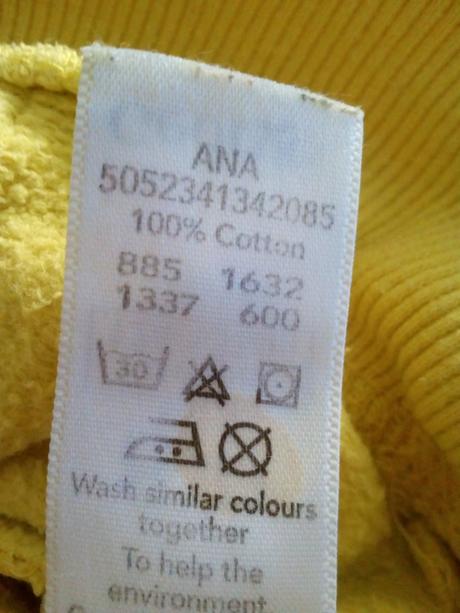 ANA
5052341342085
100% Cotton
885 1632
1337 600
30
Wash similar colours
together
To help the
environment